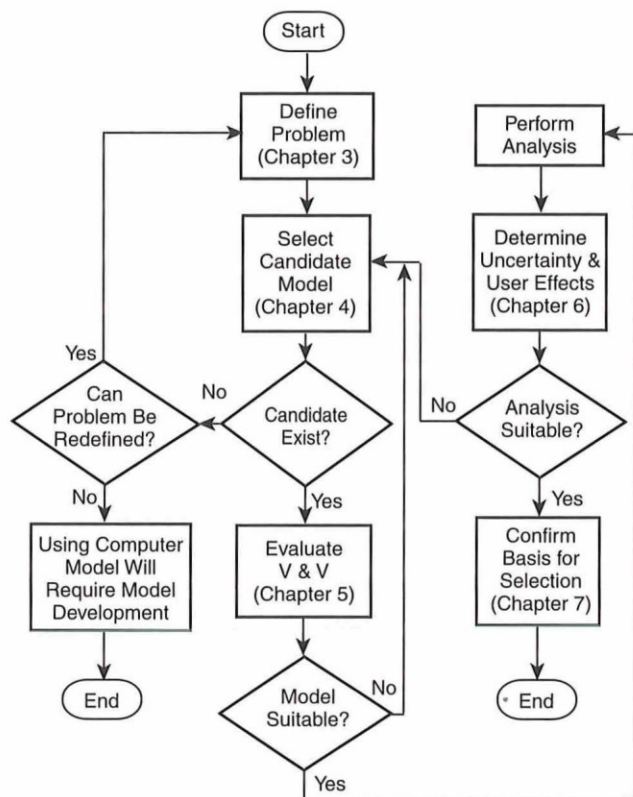 Start
Define
Problem
(Chapter 3)
Select
Candidate
Model
(Chapter 4)
Yes
Can
Problem Be
Redefined?
No
Candidate
Exist?
No
Yes
Using Computer
Model Will
Require Model
Development
End
Evaluate
V & V
(Chapter 5)
Model
Suitable?
No
Yes
Perform
Analysis
Determine
Uncertainty &
User Effects
(Chapter 6)
No
Analysis
Suitable?
Yes
Confirm
Basis for
Selection
(Chapter 7)
End